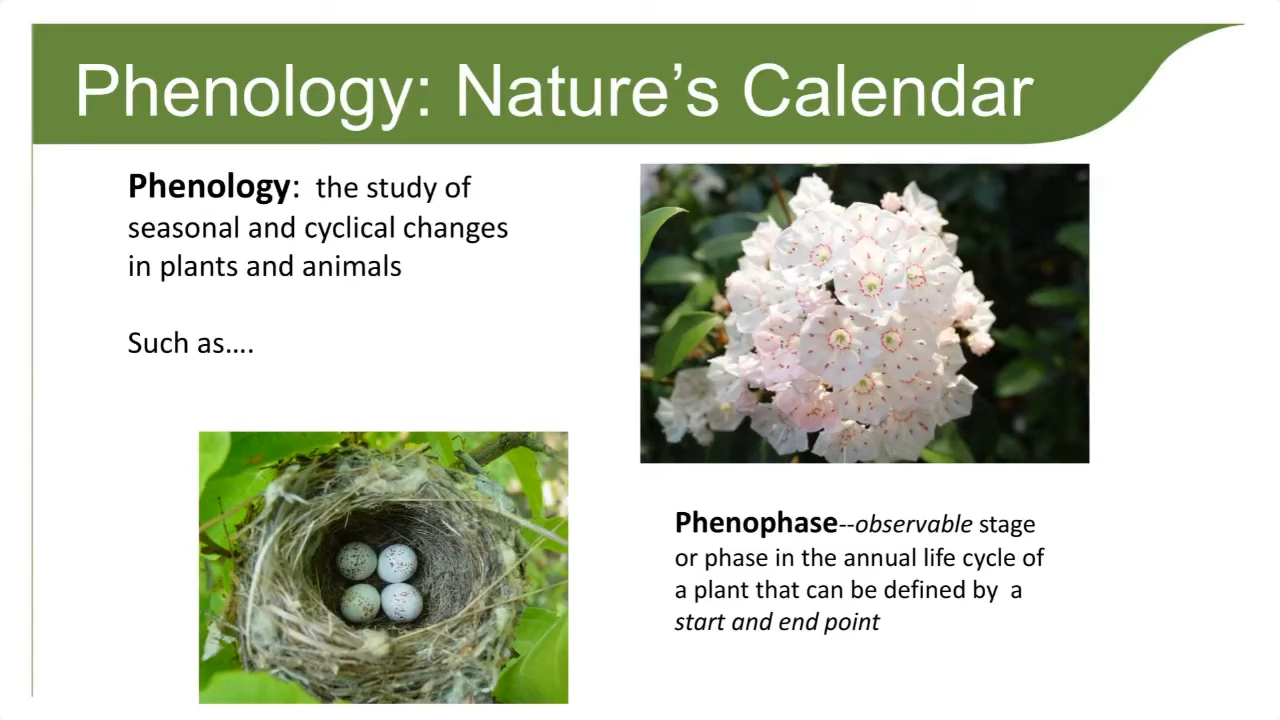 Phenology: Nature’s Calendar
Phenology: the study of
seasonal and cyclical changes
in plants and animals
Such as….
Phenophase--observable stage
or phase in the annual life cycle of
a plant that can be defined by a
start and end point